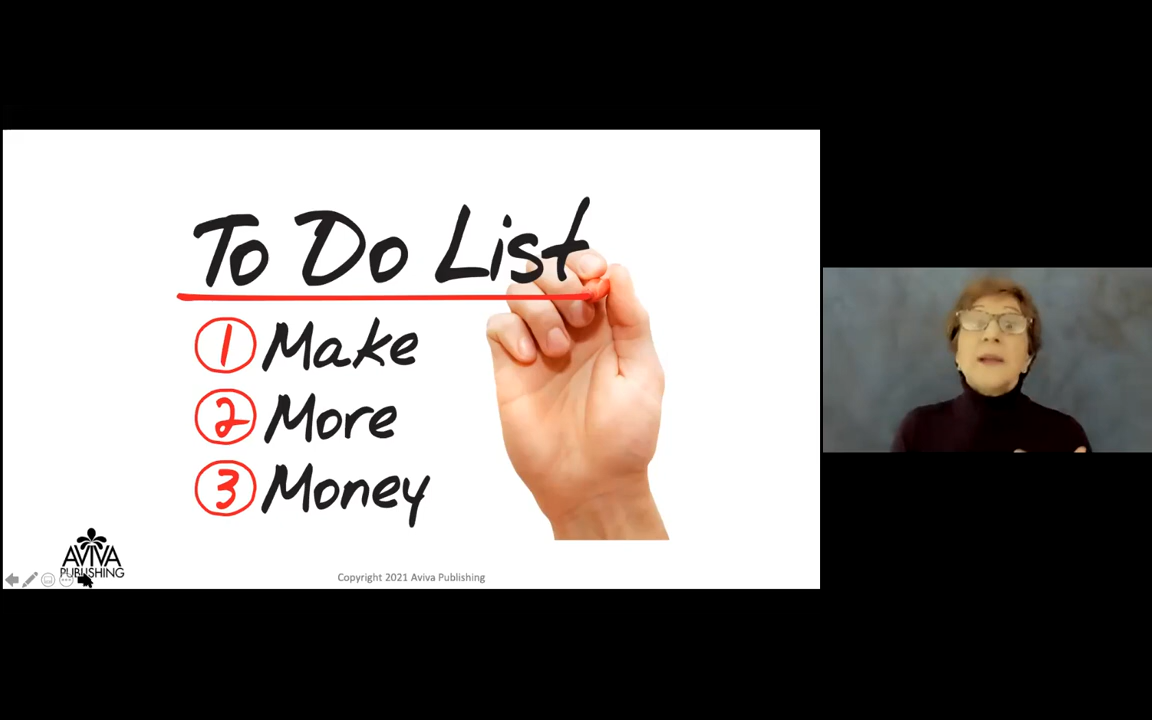 To Do List
1 Make
2 More
3 Money
AVIVA
PUBLISHING
Copyright 2021 Aviva Publishing